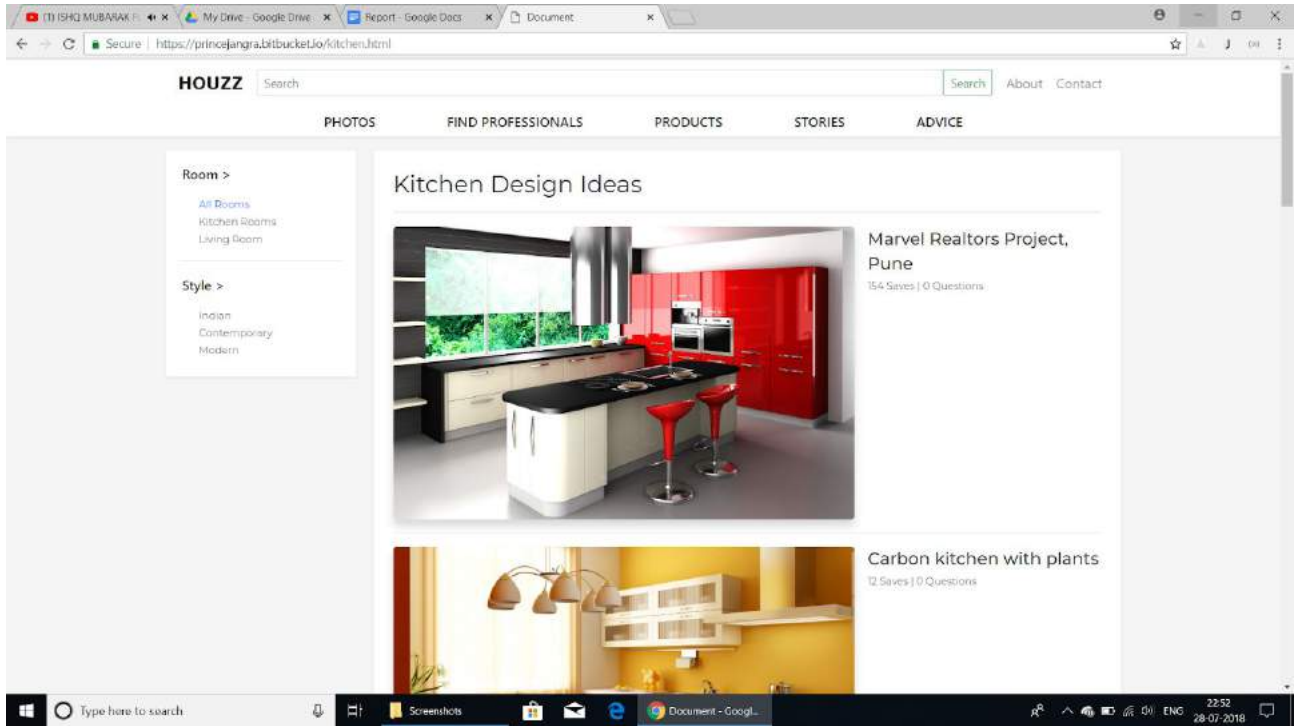 (1) ISHQ MUBARAK F
My Drive - Google Drive
Report - Google Docs
Document
Secure
https://princejangra.bitbucket.io/kitchen.html
HOUZZ
Search
Search
About
Contact
PHOTOS
FIND PROFESSIONALS
PRODUCTS
STORIES
ADVICE
Room >
All Rooms
Kitchen Rooms
Living Room
Style >
Indian
Contemporary
Modern
Kitchen Design Ideas
Marvel Realtors Project,
Pune
154 Saves | 0 Questions
Carbon kitchen with plants
12 Saves | 0 Questions
Type here to search
Screenshots
Document - Googl...
ENG
22:52
28-07-2018